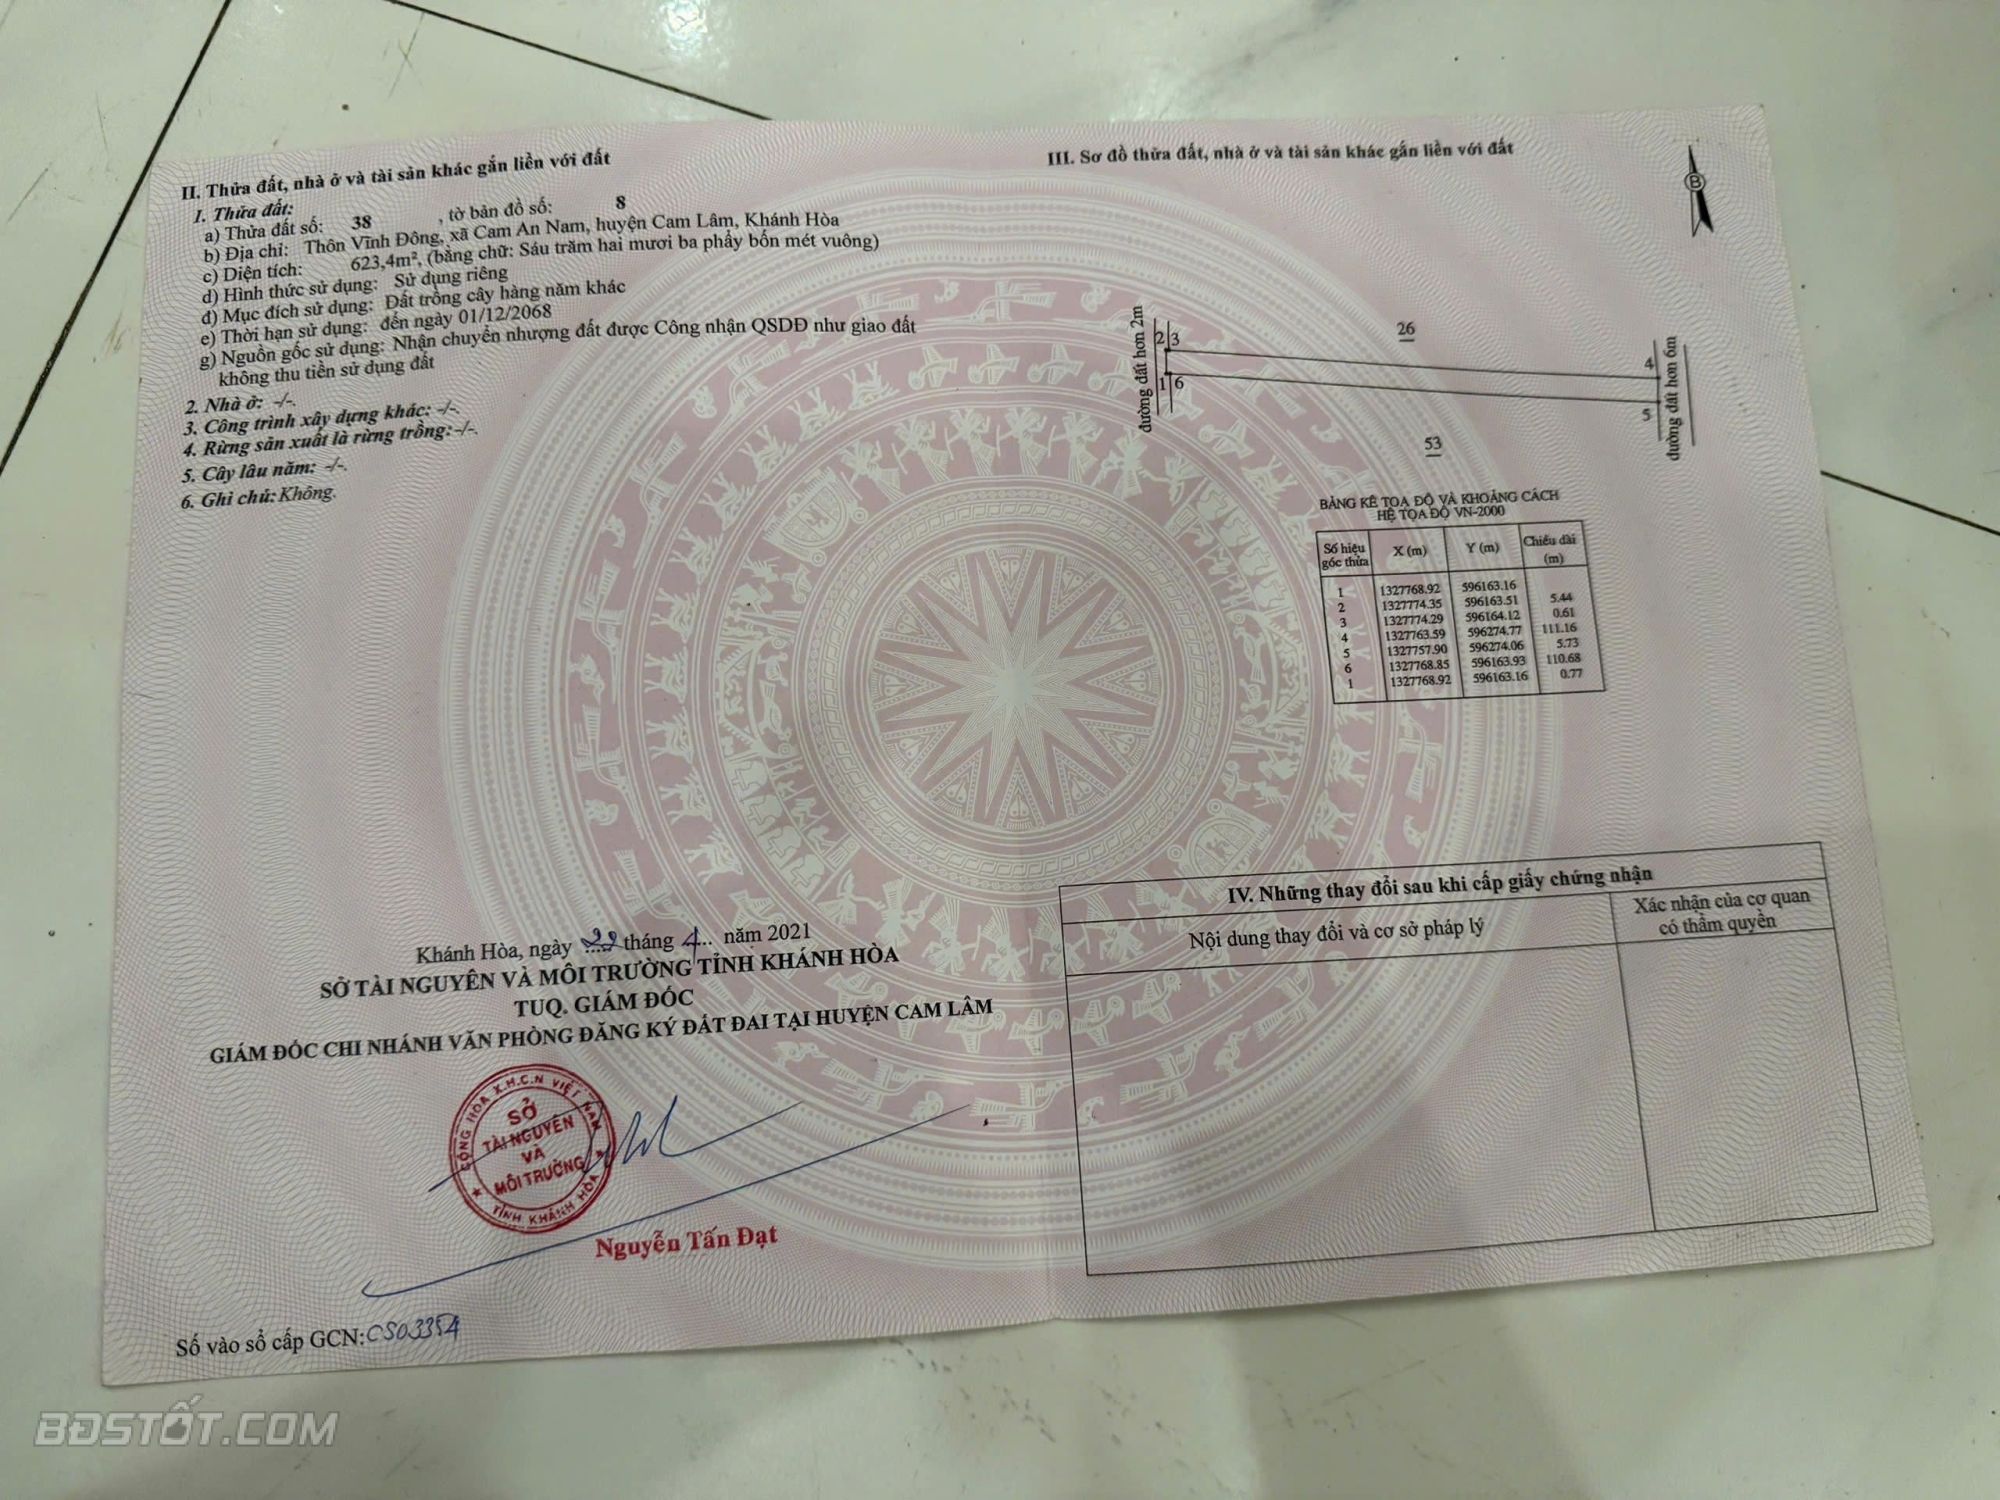 II. Thửa đất, nhà ở và tài sản khác gắn liền với đất
1. Thửa đất:
a) Thửa đất số: 38 , tờ bản đồ số: 8
b) Địa chỉ: Thôn Vĩnh Đông, xã Cam An Nam, huyện Cam Lâm, Khánh Hòa
c) Diện tích: 623,4m², (bằng chữ: Sáu trăm hai mươi ba phẩy bốn mét vuông)
d) Hình thức sử dụng: Sử dụng riêng
đ) Mục đích sử dụng: Đất trồng cây hàng năm khác
e) Thời hạn sử dụng: đến ngày 01/12/2068
g) Nguồn gốc sử dụng: Nhận chuyển nhượng đất được Công nhận QSDĐ như giao đất
không thu tiền sử dụng đất
2. Nhà ở: -/-.
3. Công trình xây dựng khác: -/-.
4. Rừng sản xuất là rừng trồng:-/-.
5. Cây lâu năm: -/-.
6. Ghi chú: Không.
Khánh Hòa, ngày 22 tháng 4 năm 2021
SỞ TÀI NGUYÊN VÀ MÔI TRƯỜNG TỈNH KHÁNH HÒA
TUQ. GIÁM ĐỐC
GIÁM ĐỐC CHI NHÁNH VĂN PHÒNG ĐĂNG KÝ ĐẤT ĐAI TẠI HUYỆN CAM LÂM
CỘNG HÒA X.H.C.N VIỆT NAM
SỞ
TÀI NGUYÊN
VÀ
MÔI TRƯỜNG
TỈNH KHÁNH HÒA
Nguyễn Tấn Đạt
Số vào sổ cấp GCN: CS03354
III. Sơ đồ thửa đất, nhà ở và tài sản khác gắn liền với đất
B
đường đất hơn 2m
2 3
1 6
26
53
4
5
đường đất hơn 6m
BẢNG KÊ TỌA ĐỘ VÀ KHOẢNG CÁCH
HỆ TỌA ĐỘ VN-2000
Số hiệu góc thửa X (m) Y (m) Chiều dài (m)
1 1327768.92 596163.16
2 1327774.35 596163.51 5.44
3 1327774.29 596164.12 0.61
4 1327763.59 596274.77 111.16
5 1327757.90 596274.06 5.73
6 1327768.85 596163.93 110.68
1 1327768.92 596163.16 0.77
IV. Những thay đổi sau khi cấp giấy chứng nhận
Nội dung thay đổi và cơ sở pháp lý
Xác nhận của cơ quan
có thẩm quyền
BĐSTỐT.COM